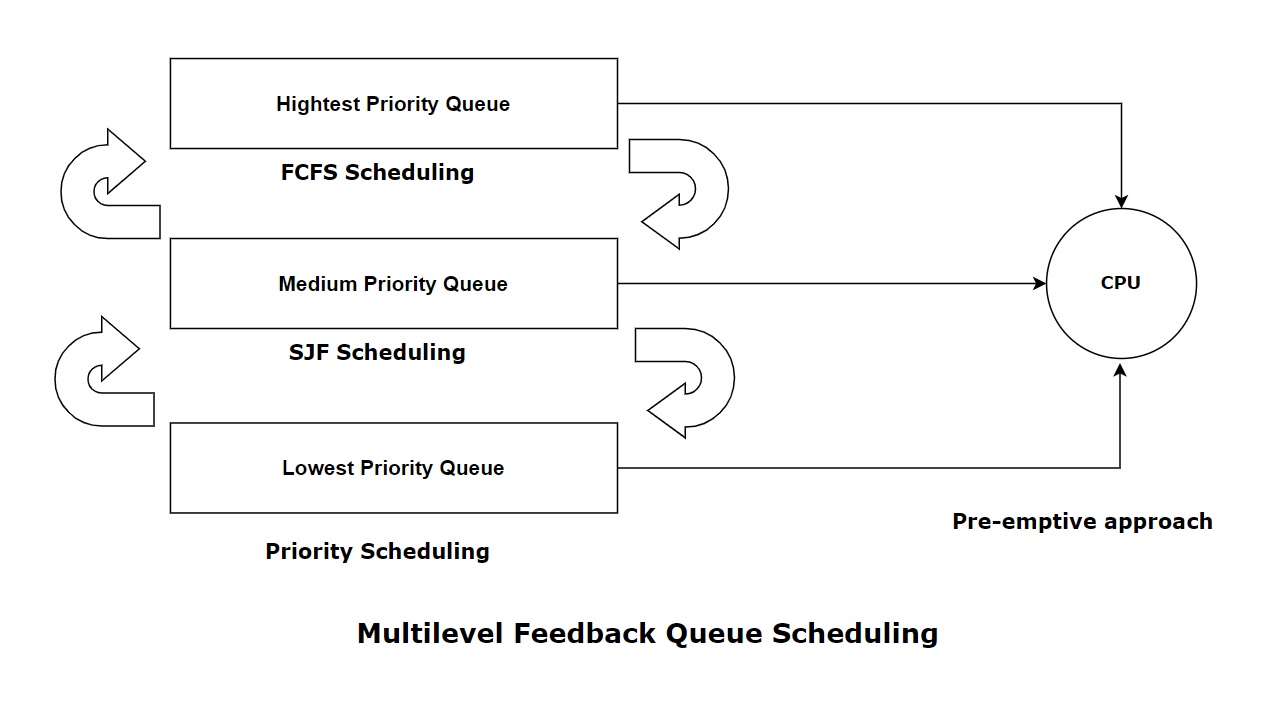 Hightest Priority Queue
FCFS Scheduling
Medium Priority Queue
CPU
SJF Scheduling
Lowest Priority Queue
Pre-emptive approach
Priority Scheduling
Multilevel Feedback Queue Scheduling